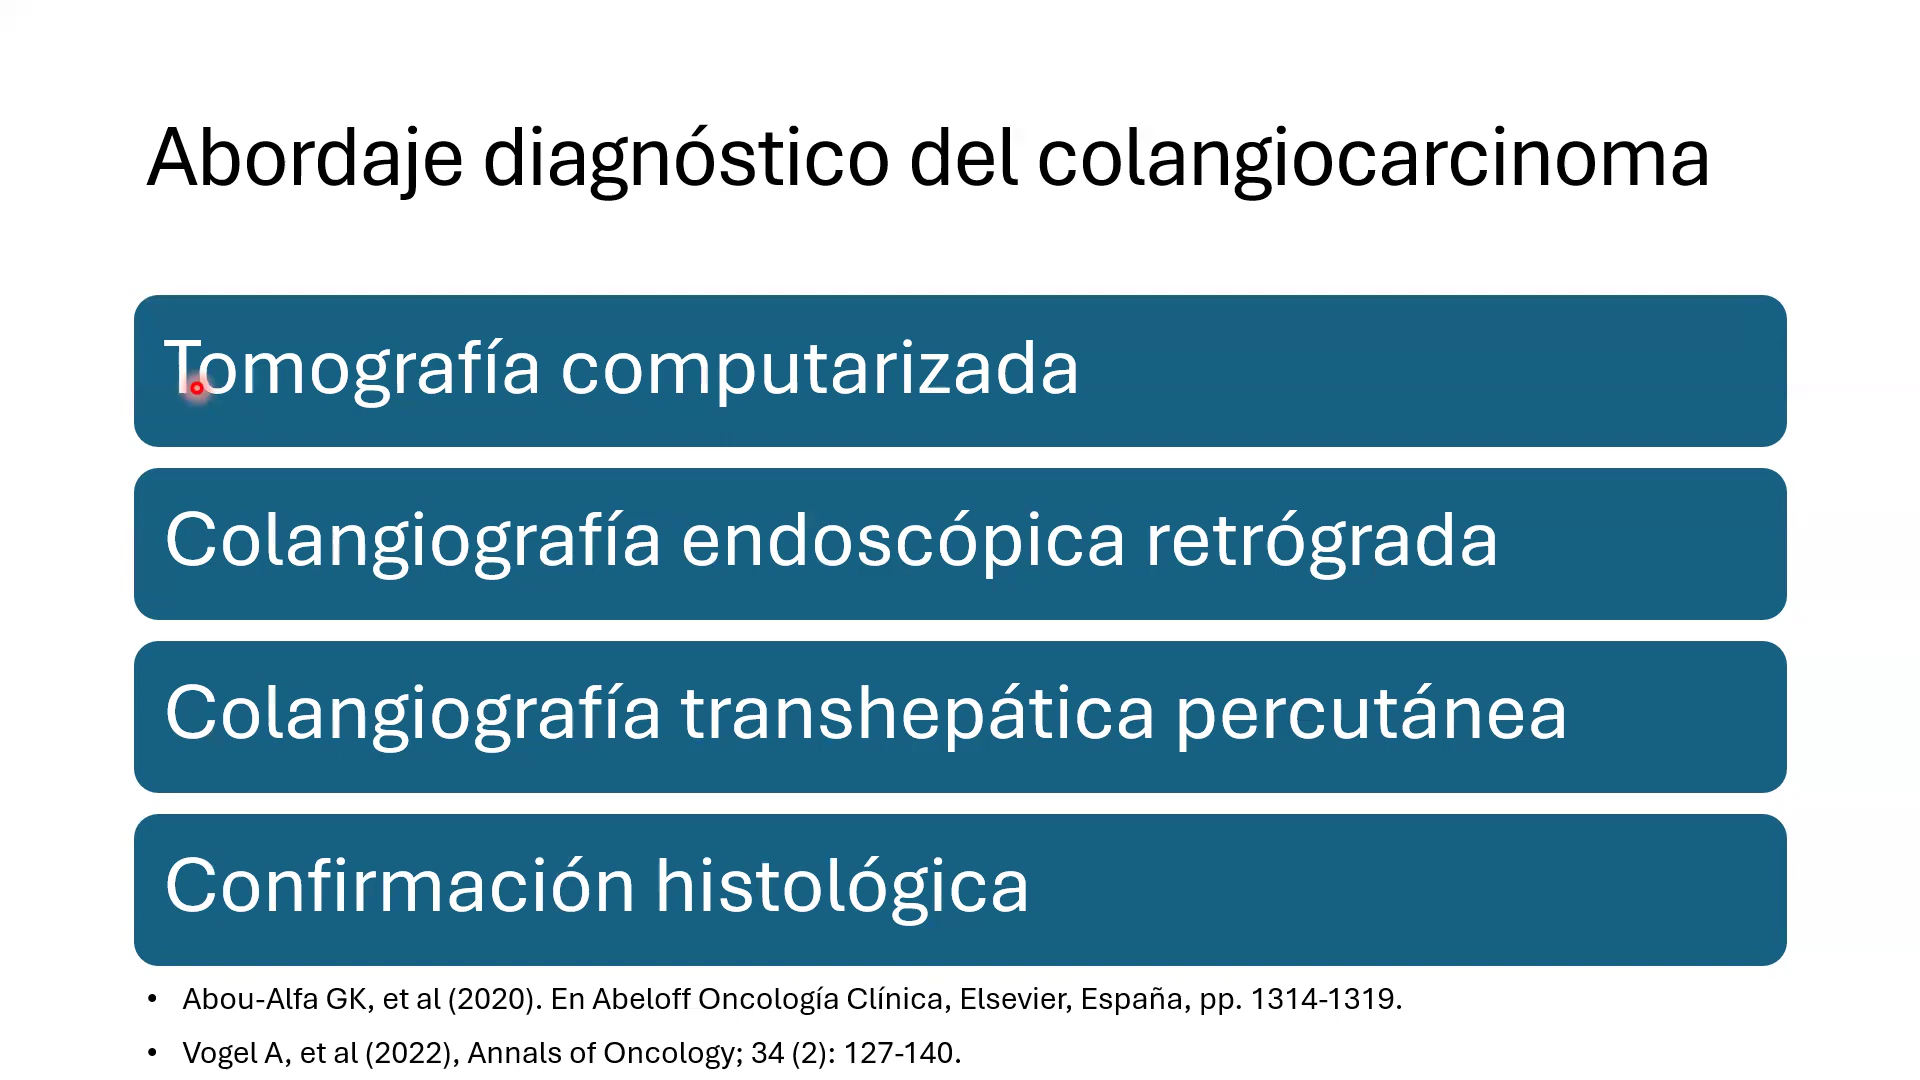 Abordaje diagnóstico del colangiocarcinoma
Tomografía computarizada
Colangiografía endoscópica retrógrada
Colangiografía transhepática percutánea
Confirmación histológica
• Abou-Alfa GK, et al (2020). En Abeloff Oncología Clínica, Elsevier, España, pp. 1314-1319.
• Vogel A, et al (2022), Annals of Oncology; 34 (2): 127-140.